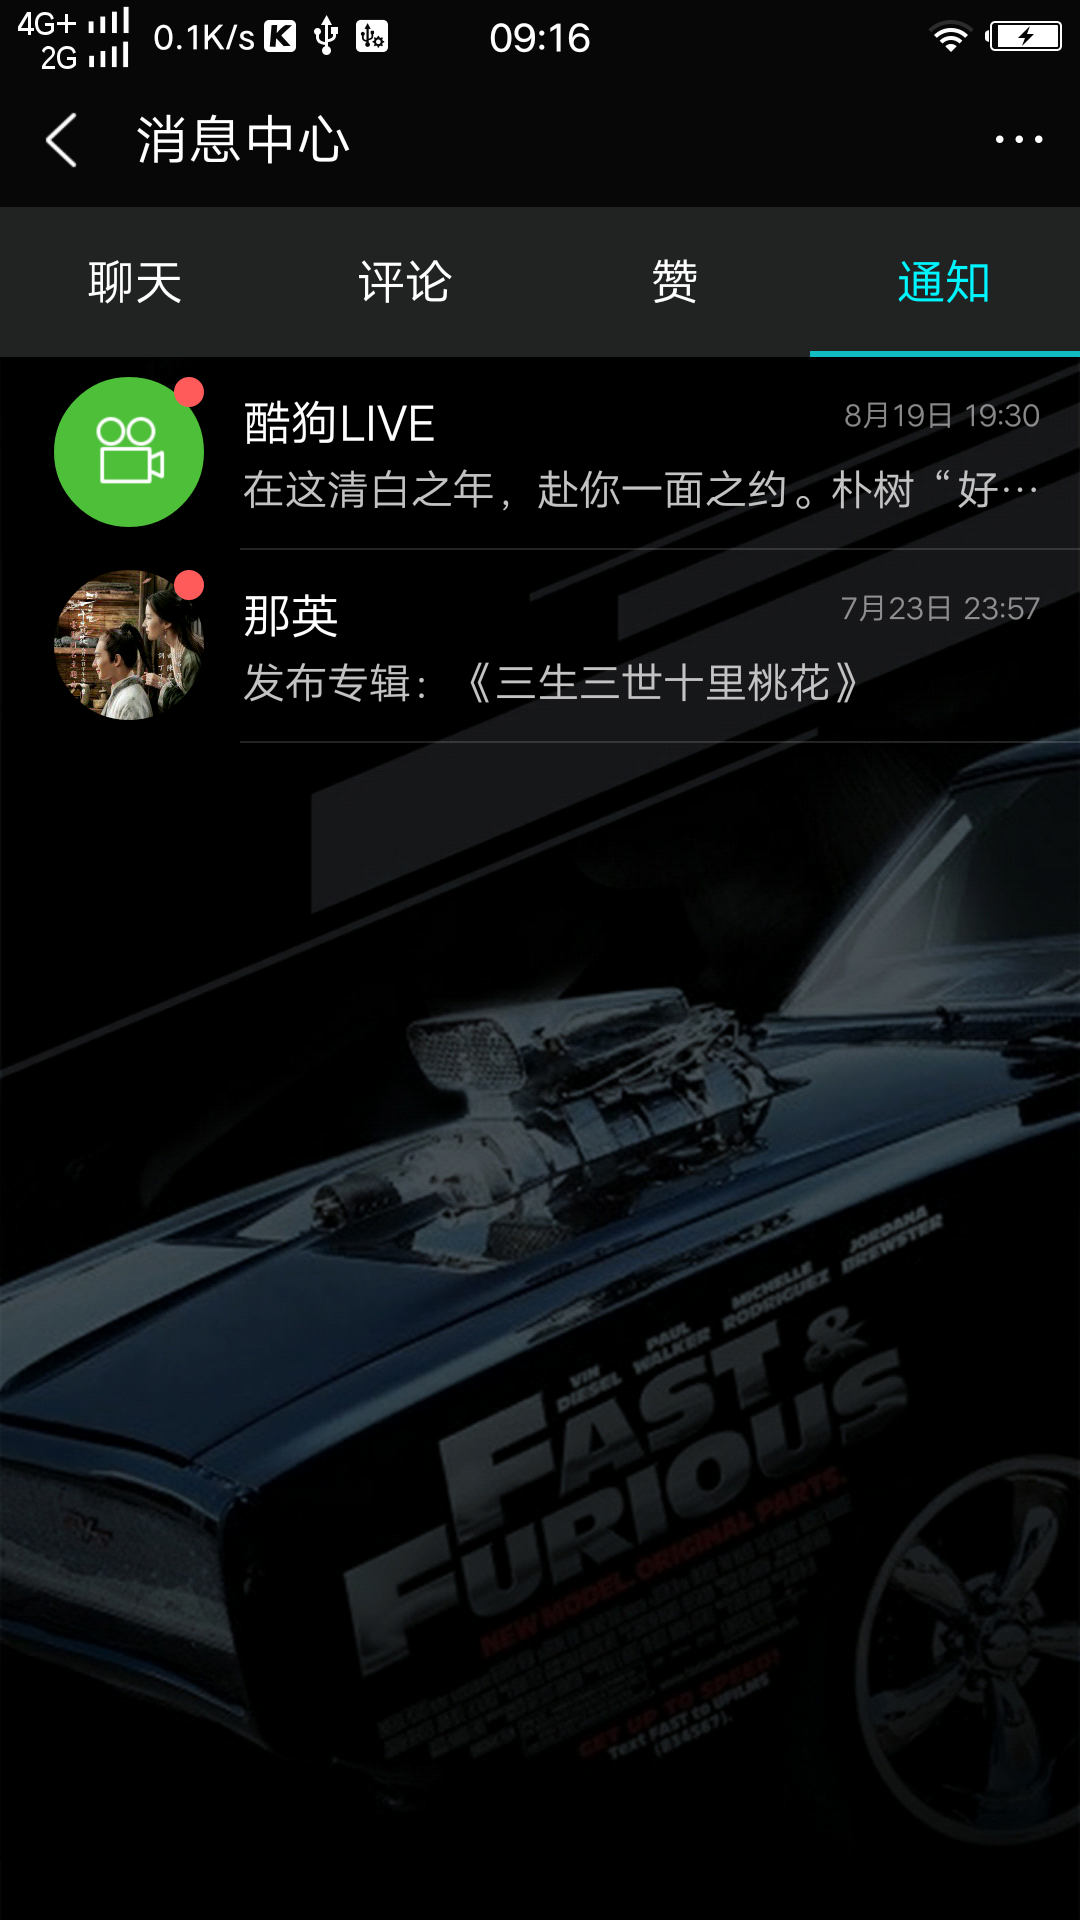 4G+ 0.1K/s 09:16
2G
消息中心
聊天 评论 赞 通知
酷狗LIVE 8月19日 19:30
在这清白之年，赴你一面之约。朴树“好…
那英 7月23日 23:57
发布专辑：《三生三世十里桃花》
JORDANA
BREWSTER
MICHELLE
RODRIGUEZ
PAUL
WALKER
VIN
DIESEL
FAST &
FURIOUS
NEW MODEL. ORIGINAL PARTS.
GET UP TO SPEED!
Text FAST to UFILMS
(834567).